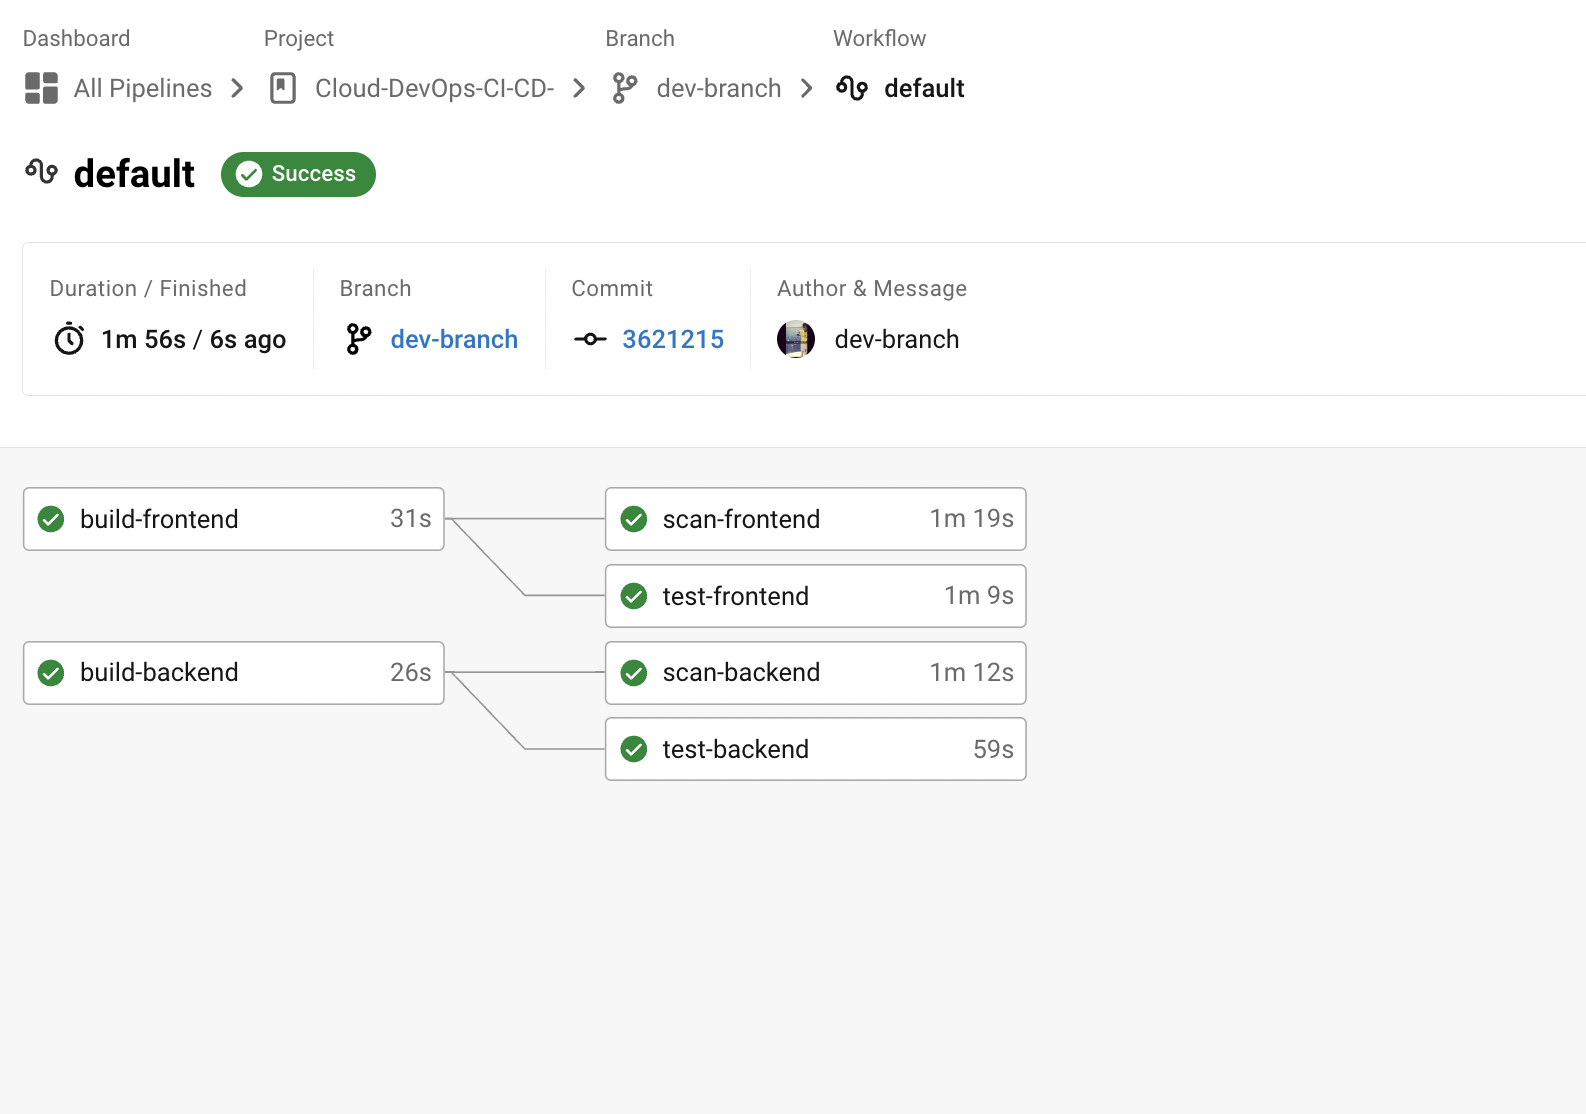 Dashboard Project Branch Workflow
All Pipelines Cloud-DevOps-CI-CD- dev-branch default
default Success
Duration / Finished Branch Commit Author & Message
1m 56s / 6s ago dev-branch 3621215 dev-branch
build-frontend 31s scan-frontend 1m 19s
test-frontend 1m 9s
build-backend 26s scan-backend 1m 12s
test-backend 59s